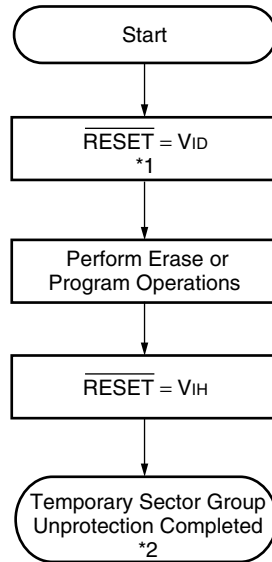 Start
RESET = VID
*1
Perform Erase or
Program Operations
RESET = VIH
Temporary Sector Group
Unprotection Completed
*2